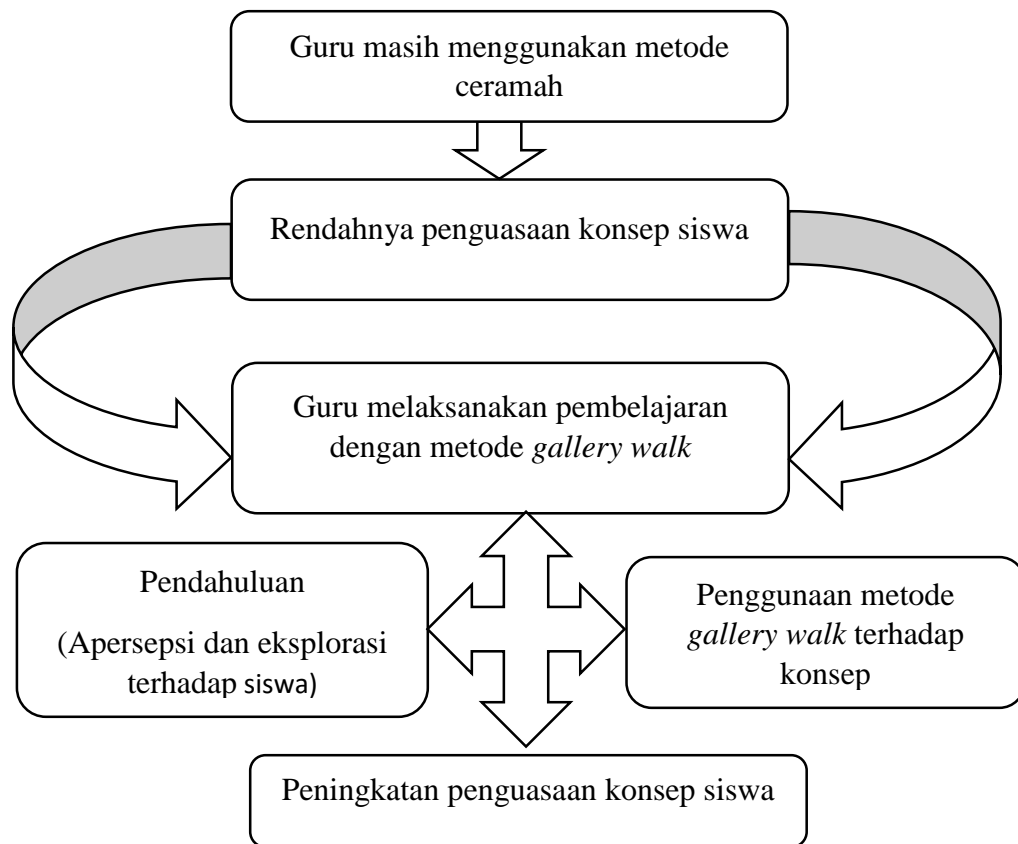 Guru masih menggunakan metode
ceramah
Rendahnya penguasaan konsep siswa
Guru melaksanakan pembelajaran
dengan metode gallery walk
Pendahuluan
(Apersepsi dan eksplorasi
terhadap siswa)
Penggunaan metode
gallery walk terhadap
konsep
Peningkatan penguasaan konsep siswa